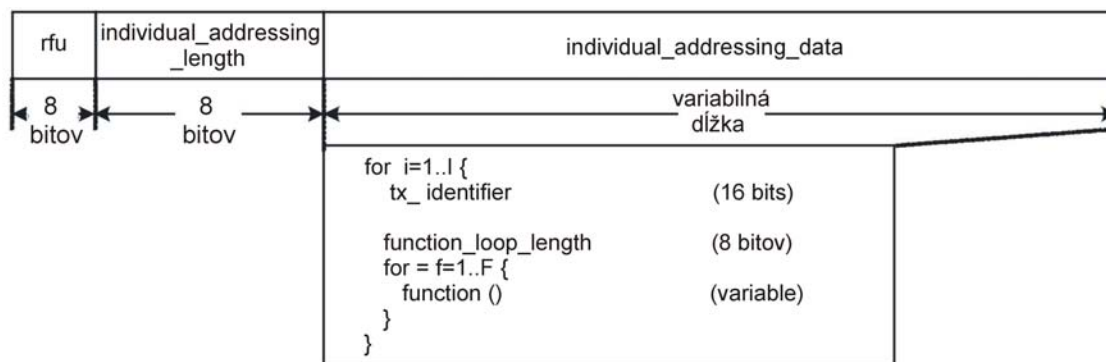 rfu
individual_addressing
_length
individual_addressing_data
8
bitov
8
bitov
variabilná
dĺžka
for i=1..I {
tx_ identifier (16 bits)
function_loop_length (8 bitov)
for = f=1..F {
function () (variable)
}
}